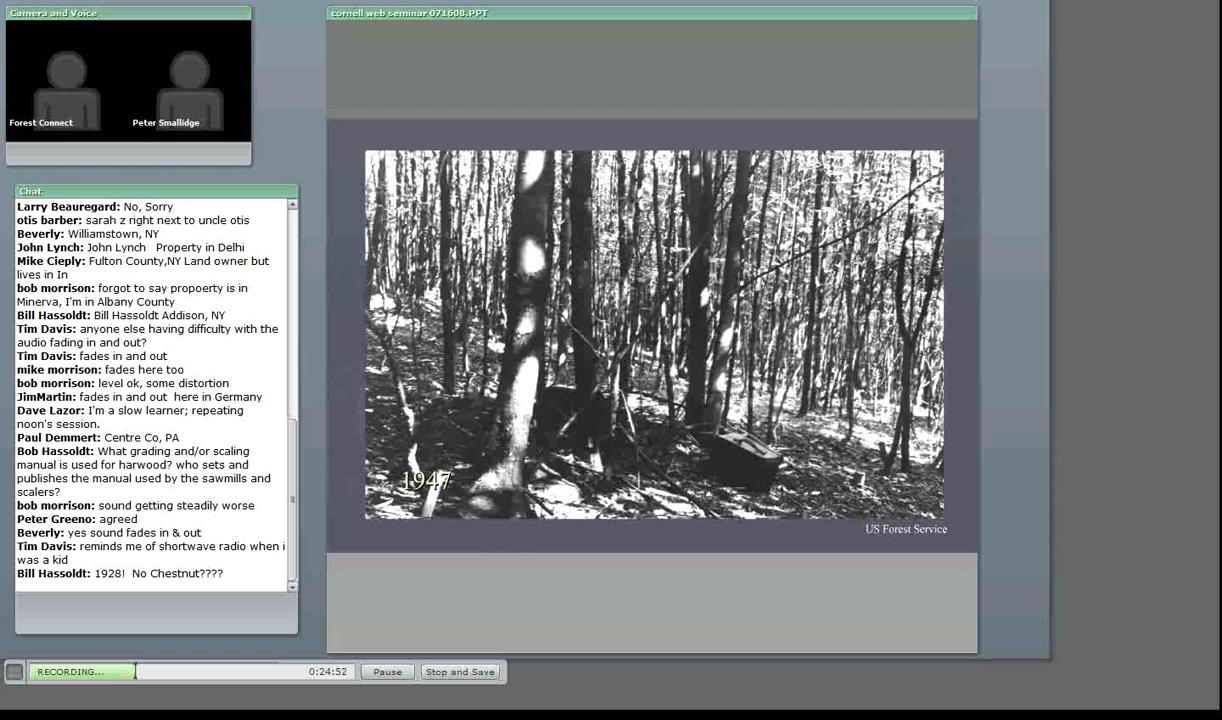 Camera and Voice
Forest Connect
Peter Smallidge
cornell web seminar 071608.PPT
Chat
Larry Beauregard: No, Sorry
otis barber: sarah z right next to uncle otis
Beverly: Williamstown, NY
John Lynch: John Lynch Property in Delhi
Mike Cieply: Fulton County,NY Land owner but
lives in In
bob morrison: forgot to say propoerty is in
Minerva, I'm in Albany County
Bill Hassoldt: Bill Hassoldt Addison, NY
Tim Davis: anyone else having difficulty with the
audio fading in and out?
Tim Davis: fades in and out
mike morrison: fades here too
bob morrison: level ok, some distortion
JimMartin: fades in and out here in Germany
Dave Lazor: I'm a slow learner; repeating
noon's session.
Paul Demmert: Centre Co, PA
Bob Hassoldt: What grading and/or scaling
manual is used for harwood? who sets and
publishes the manual used by the sawmills and
scalers?
bob morrison: sound getting steadily worse
Peter Greeno: agreed
Beverly: yes sound fades in & out
Tim Davis: reminds me of shortwave radio when i
was a kid
Bill Hassoldt: 1928! No Chestnut????
1947
US Forest Service
RECORDING...
0:24:52
Pause
Stop and Save